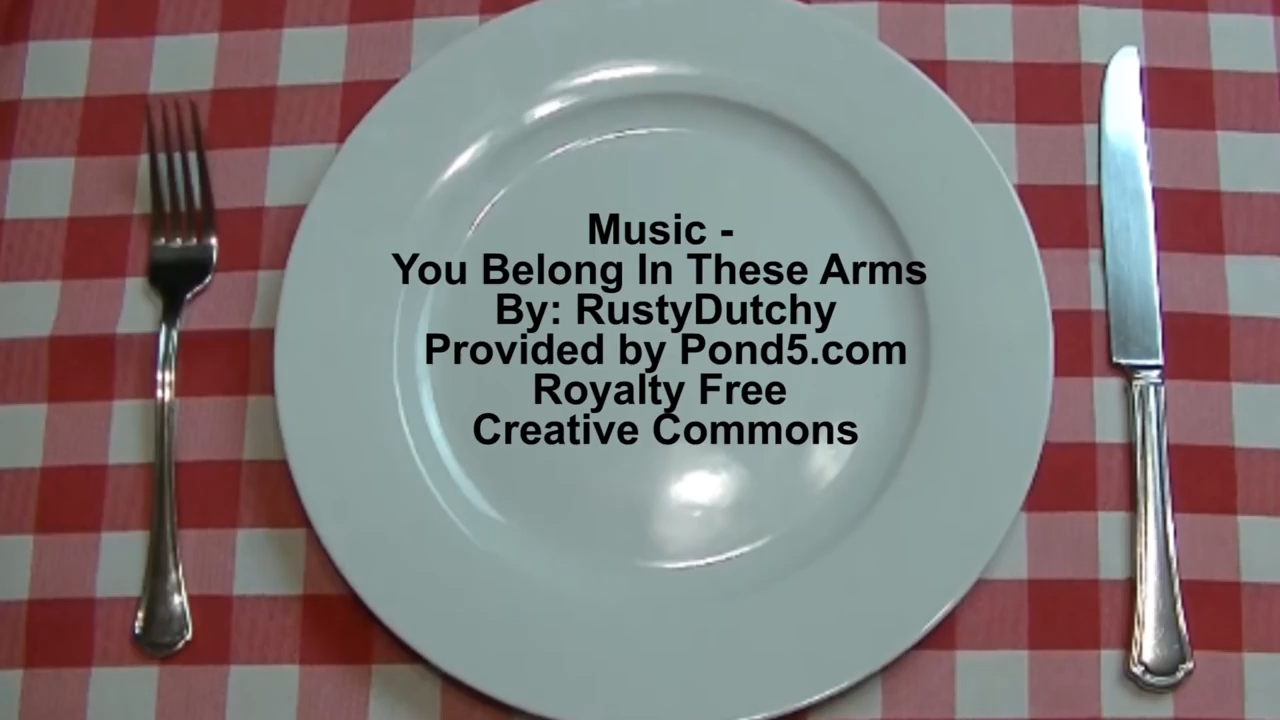 Music -
You Belong In These Arms
By: RustyDutchy
Provided by Pond5.com
Royalty Free
Creative Commons